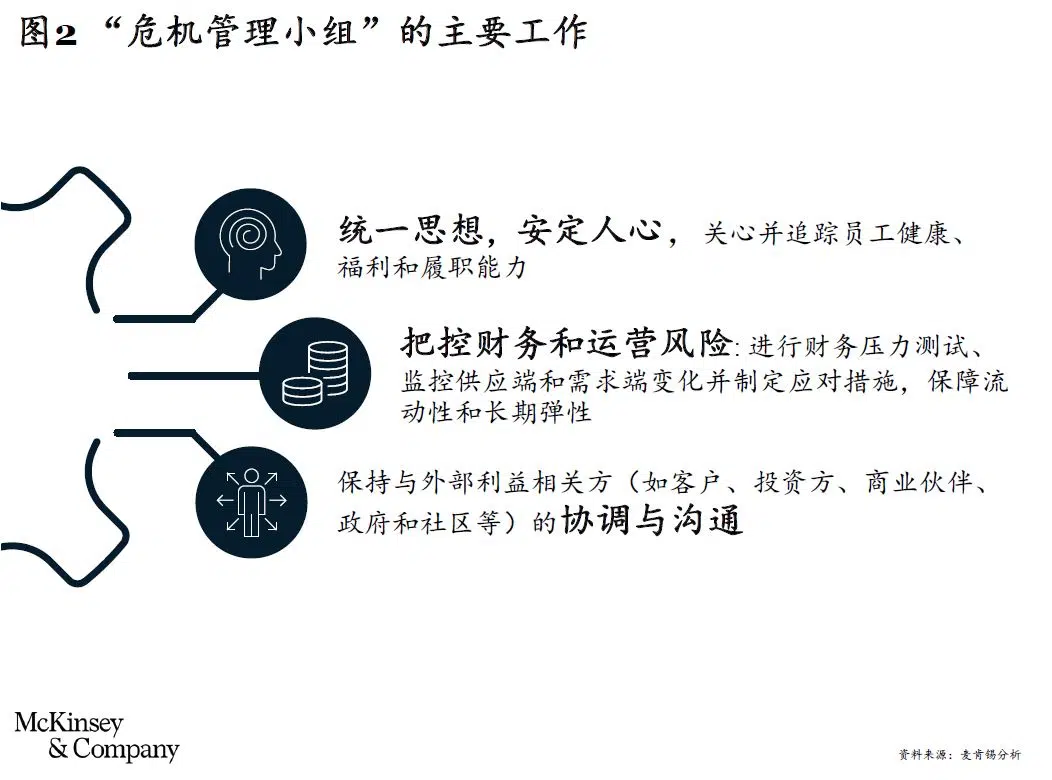 图2 “危机管理小组”的主要工作
统一思想，安定人心，关心并追踪员工健康、
福利和履职能力
把控财务和运营风险: 进行财务压力测试、
监控供应端和需求端变化并制定应对措施，保障流
动性和长期弹性
保持与外部利益相关方（如客户、投资方、商业伙伴、
政府和社区等）的协调与沟通
McKinsey
& Company
资料来源：麦肯锡分析